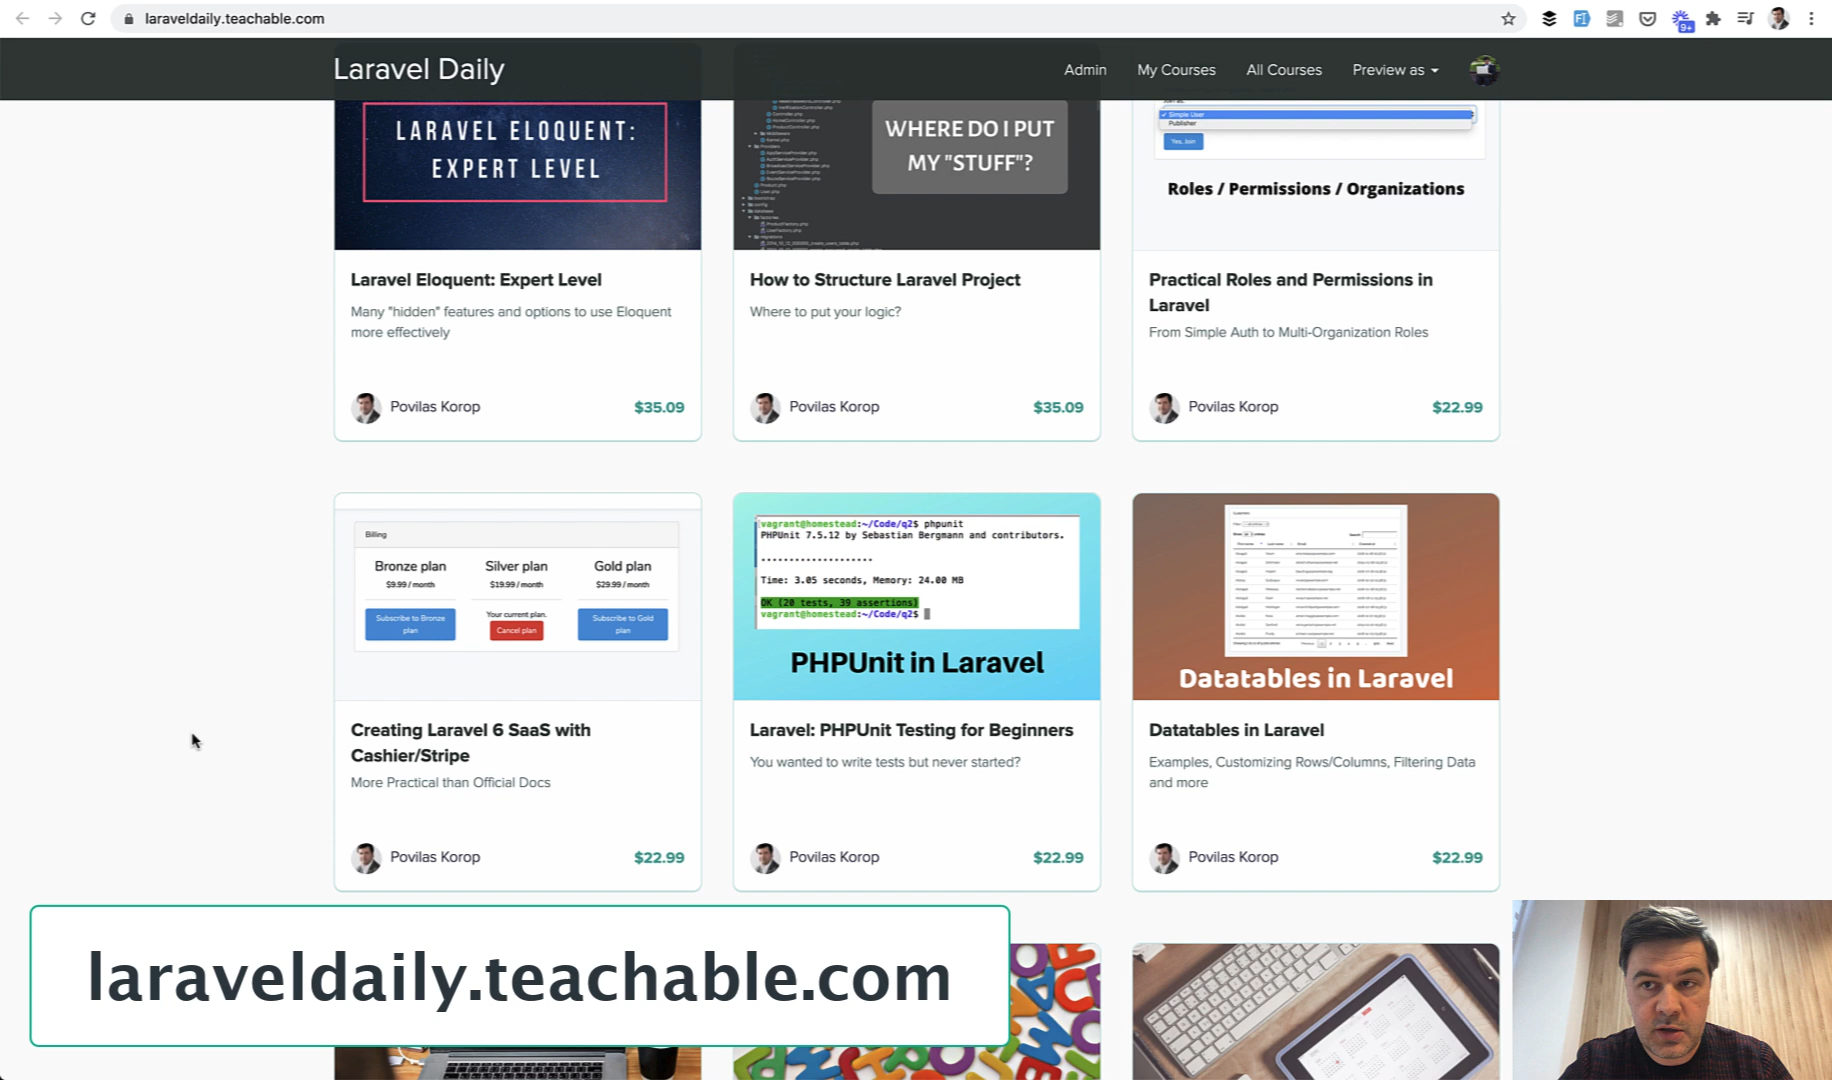 laraveldaily.teachable.com
9+
Laravel Daily
Admin
My Courses
All Courses
Preview as
LARAVEL ELOQUENT:
EXPERT LEVEL
WHERE DO I PUT
MY "STUFF"?
Simple User
Publisher
Yes, Join
Roles / Permissions / Organizations
Laravel Eloquent: Expert Level
Many "hidden" features and options to use Eloquent
more effectively
Povilas Korop
$35.09
How to Structure Laravel Project
Where to put your logic?
Povilas Korop
$35.09
Practical Roles and Permissions in
Laravel
From Simple Auth to Multi-Organization Roles
Povilas Korop
$22.99
Billing
Bronze plan
$9.99 / month
Subscribe to Bronze
plan
Silver plan
$19.99 / month
Your current plan.
Cancel plan
Gold plan
$29.99 / month
Subscribe to Gold
plan
Creating Laravel 6 SaaS with
Cashier/Stripe
More Practical than Official Docs
Povilas Korop
$22.99
vagrant@homestead:~/Code/q2$ phpunit
PHPUnit 7.5.12 by Sebastian Bergmann and contributors.
....................
Time: 3.05 seconds, Memory: 24.00 MB
OK (20 tests, 39 assertions)
vagrant@homestead:~/Code/q2$
PHPUnit in Laravel
Laravel: PHPUnit Testing for Beginners
You wanted to write tests but never started?
Povilas Korop
$22.99
Customers
Datatables in Laravel
Datatables in Laravel
Examples, Customizing Rows/Columns, Filtering Data
and more
Povilas Korop
$22.99
laraveldaily.teachable.com